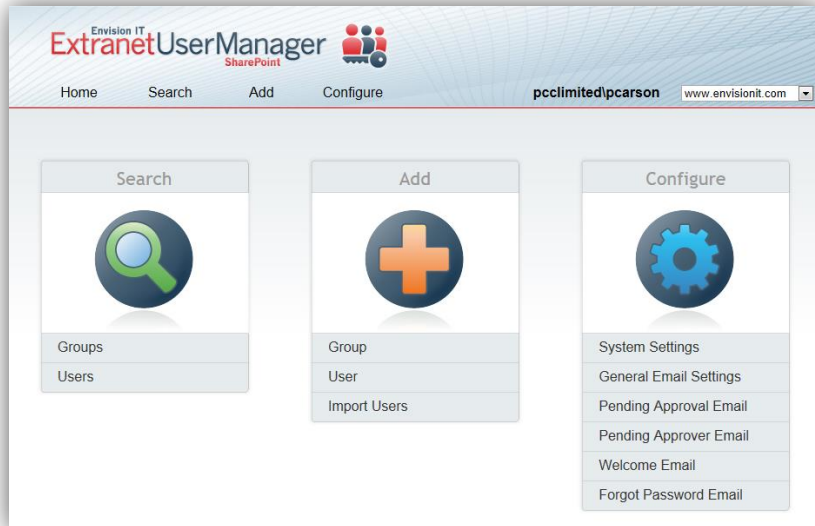 Envision IT
ExtranetUserManager
SharePoint
Home Search Add Configure pcclimited\pcarson www.envisionit.com
Search
Groups
Users
Add
Group
User
Import Users
Configure
System Settings
General Email Settings
Pending Approval Email
Pending Approver Email
Welcome Email
Forgot Password Email